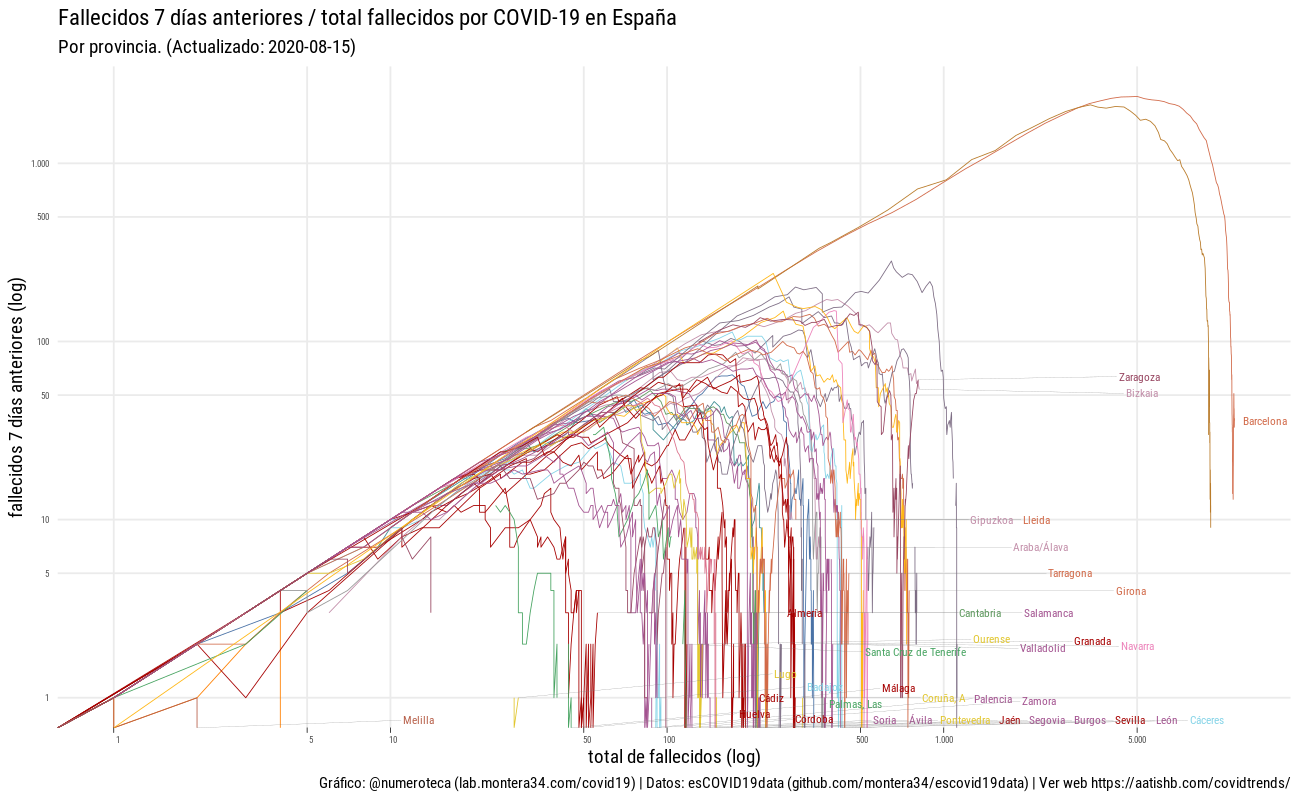 Fallecidos 7 días anteriores / total fallecidos por COVID-19 en España
Por provincia. (Actualizado: 2020-08-15)
fallecidos 7 días anteriores (log)
1.000
500
100
50
10
5
1
Zaragoza
Bizkaia
Barcelona
Gipuzkoa Lleida
Araba/Álava
Tarragona
Girona
Almería Cantabria Salamanca
Ourense Granada
Santa Cruz de Tenerife Valladolid Navarra
Lugo
Badajoz Málaga
Cádiz Palmas, Las Coruña, A Palencia Zamora
Huelva
Melilla Córdoba Soria Ávila Pontevedra Jaén Segovia Burgos Sevilla León Cáceres
1 5 10 50 100 500 1.000 5.000
total de fallecidos (log)
Gráfico: @numeroteca (lab.montera34.com/covid19) | Datos: esCOVID19data (github.com/montera34/escovid19data) | Ver web https://aatishb.com/covidtrends/